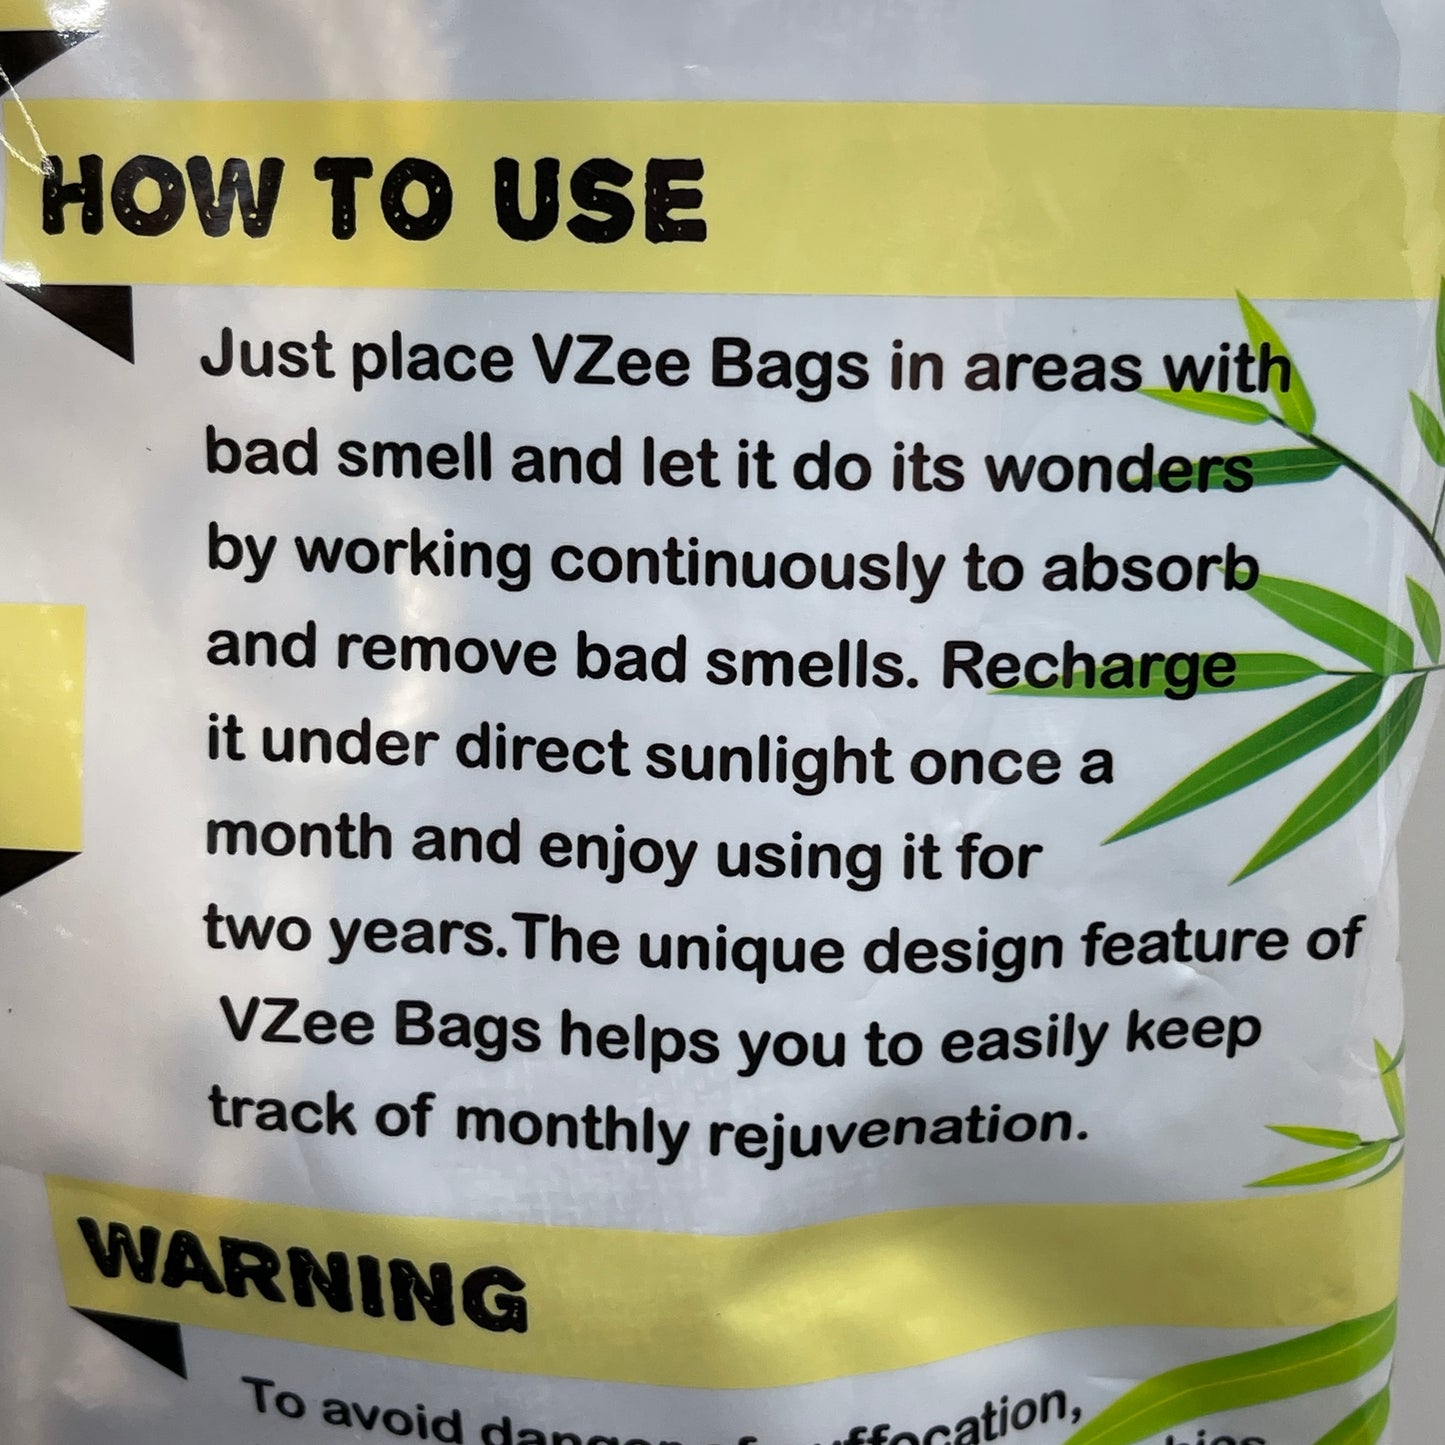 HOW TO USE
Just place VZee Bags in areas with
bad smell and let it do its wonders
by working continuously to absorb
and remove bad smells. Recharge
it under direct sunlight once a
month and enjoy using it for
two years.The unique design feature of
VZee Bags helps you to easily keep
track of monthly rejuvenation.
WARNING
To avoid danger of suffocation,